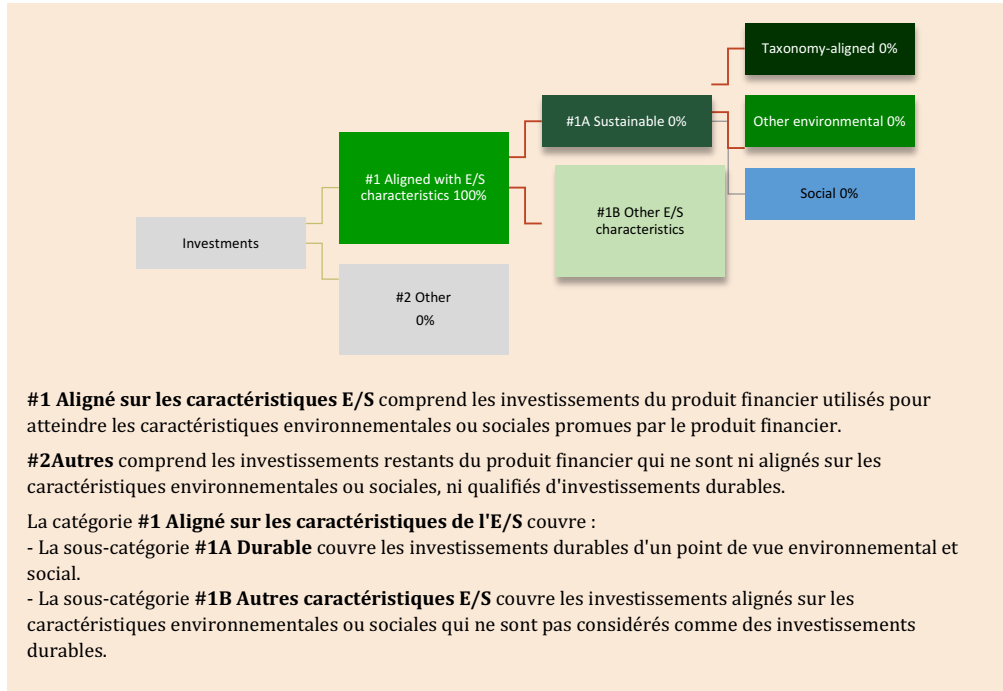 Taxonomy-aligned 0%
#1A Sustainable 0%
Other environmental 0%
#1 Aligned with E/S
characteristics 100%
Social 0%
#1B Other E/S
characteristics
Investments
#2 Other
0%
#1 Aligné sur les caractéristiques E/S comprend les investissements du produit financier utilisés pour
atteindre les caractéristiques environnementales ou sociales promues par le produit financier.
#2Autres comprend les investissements restants du produit financier qui ne sont ni alignés sur les
caractéristiques environnementales ou sociales, ni qualifiés d'investissements durables.
La catégorie #1 Aligné sur les caractéristiques de l'E/S couvre :
- La sous-catégorie #1A Durable couvre les investissements durables d'un point de vue environnemental et
social.
- La sous-catégorie #1B Autres caractéristiques E/S couvre les investissements alignés sur les
caractéristiques environnementales ou sociales qui ne sont pas considérés comme des investissements
durables.